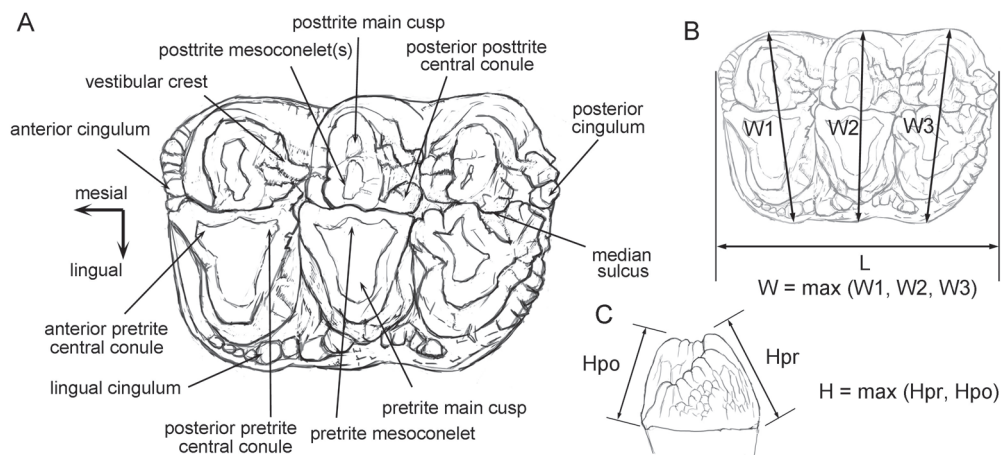 A
posttrite main cusp
posttrite mesoconelet(s)
posterior posttrite
central conule
vestibular crest
anterior cingulum
posterior
cingulum
mesial
lingual
median
sulcus
anterior pretrite
central conule
lingual cingulum
posterior pretrite
central conule
pretrite mesoconelet
pretrite main cusp
B
W1
W2
W3
L
W = max (W1, W2, W3)
C
Hpo
Hpr
H = max (Hpr, Hpo)